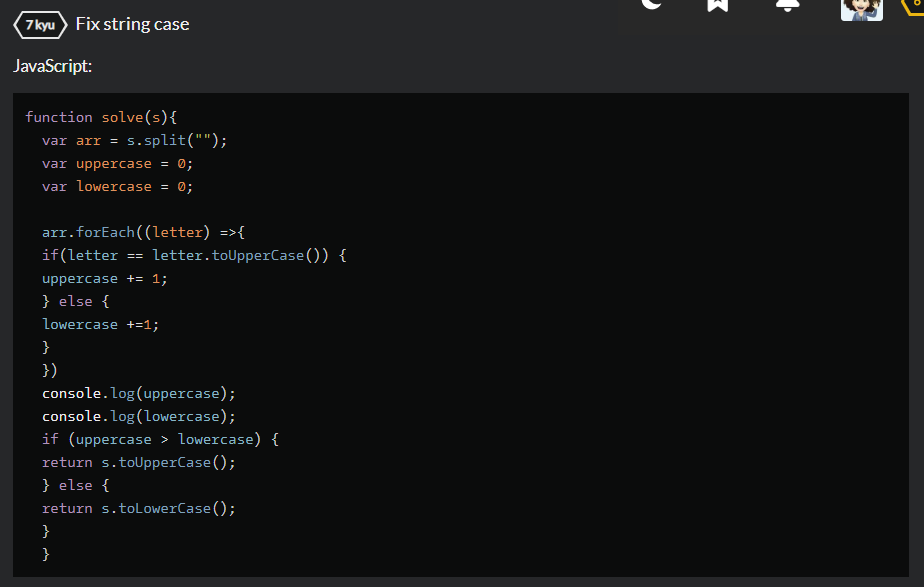 7 kyu Fix string case
JavaScript:
function solve(s){
  var arr = s.split("");
  var uppercase = 0;
  var lowercase = 0;

  arr.forEach((letter) =>{
  if(letter == letter.toUpperCase()) {
  uppercase += 1;
  } else {
  lowercase +=1;
  }
  })
  console.log(uppercase);
  console.log(lowercase);
  if (uppercase > lowercase) {
  return s.toUpperCase();
  } else {
  return s.toLowerCase();
  }
  }